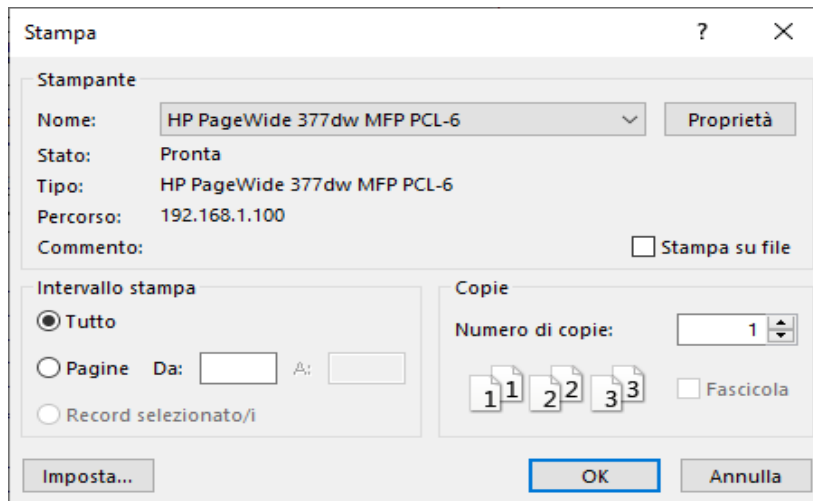 Stampa
?
Stampante
Nome: HP PageWide 377dw MFP PCL-6 Proprietà
Stato: Pronta
Tipo: HP PageWide 377dw MFP PCL-6
Percorso: 192.168.1.100
Commento: Stampa su file
Intervallo stampa
Tutto
Pagine Da: A:
Record selezionato/i
Copie
Numero di copie: 1
1 1 2 2 3 3 Fascicola
Imposta... OK Annulla